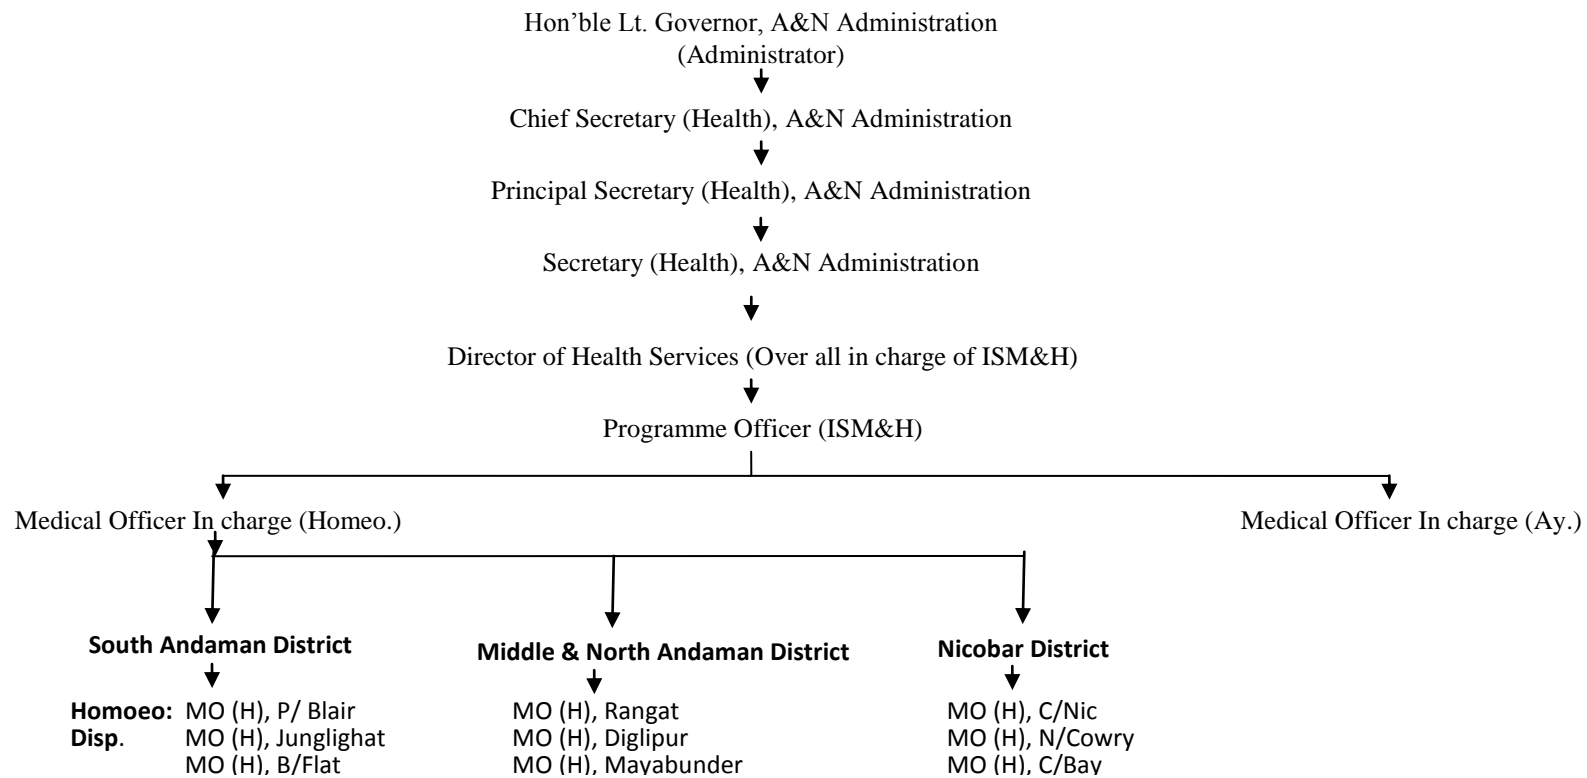 Hon’ble Lt. Governor, A&N Administration
(Administrator)
Chief Secretary (Health), A&N Administration
Principal Secretary (Health), A&N Administration
Secretary (Health), A&N Administration
Director of Health Services (Over all in charge of ISM&H)
Programme Officer (ISM&H)
Medical Officer In charge (Homeo.)
Medical Officer In charge (Ay.)
South Andaman District
Middle & North Andaman District
Nicobar District
Homoeo: MO (H), P/ Blair
Disp. MO (H), Junglighat
MO (H), B/Flat
MO (H), Rangat
MO (H), Diglipur
MO (H), Mayabunder
MO (H), C/Nic
MO (H), N/Cowry
MO (H), C/Bay